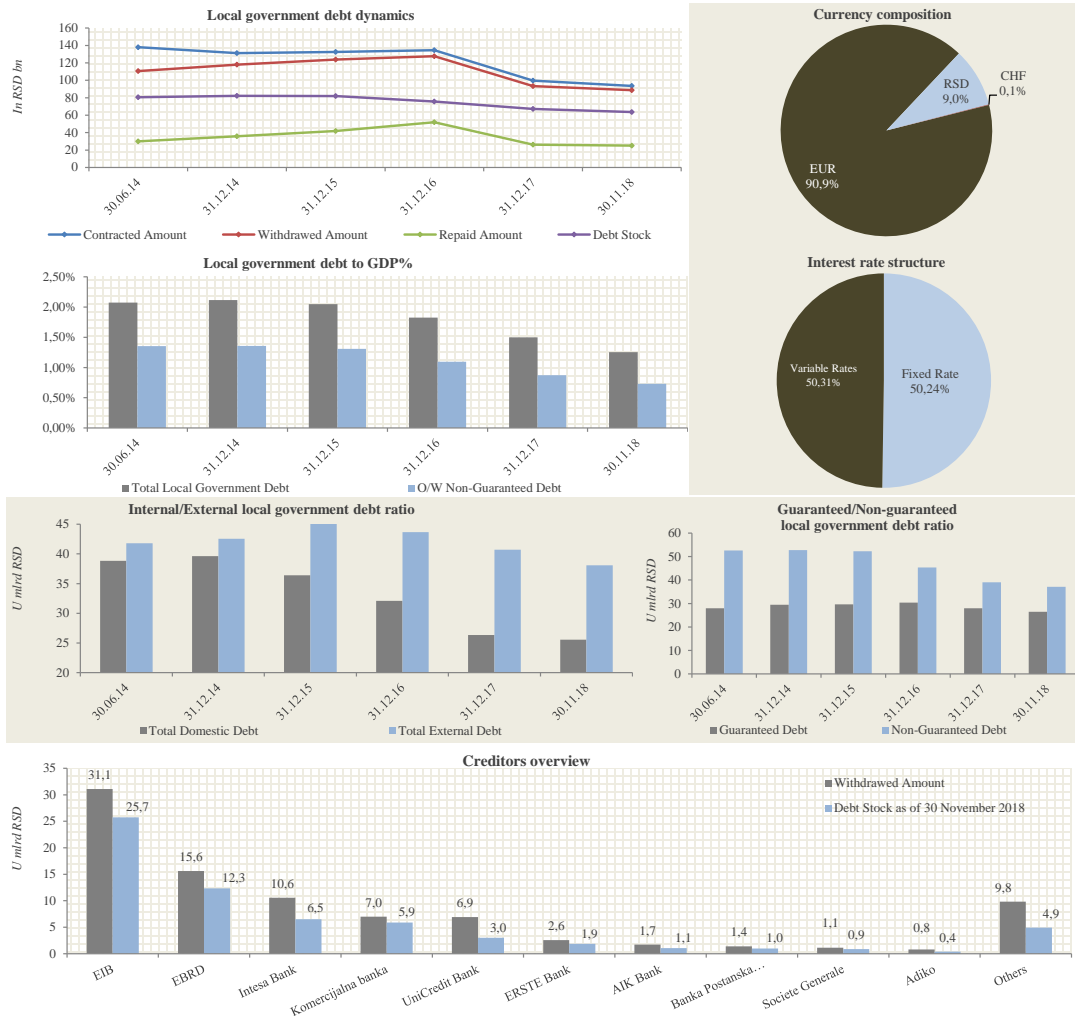 Local government debt dynamics
In RSD bn
160
140
120
100
80
60
40
20
0
30.06.14
31.12.14
31.12.15
31.12.16
31.12.17
30.11.18
Contracted Amount
Withdrawed Amount
Repaid Amount
Debt Stock
Currency composition
RSD
9,0%
CHF
0,1%
EUR
90,9%
Local government debt to GDP%
2,50%
2,00%
1,50%
1,00%
0,50%
0,00%
30.06.14
31.12.14
31.12.15
31.12.16
31.12.17
30.11.18
Total Local Government Debt
O/W Non-Guaranteed Debt
Interest rate structure
Variable Rates
50,31%
Fixed Rate
50,24%
Internal/External local government debt ratio
U mlrd RSD
45
40
35
30
25
20
30.06.14
31.12.14
31.12.15
31.12.16
31.12.17
30.11.18
Total Domestic Debt
Total External Debt
Guaranteed/Non-guaranteed
local government debt ratio
U mlrd RSD
60
50
40
30
20
10
0
30.06.14
31.12.14
31.12.15
31.12.16
31.12.17
30.11.18
Guaranteed Debt
Non-Guaranteed Debt
Creditors overview
U mlrd RSD
35
30
25
20
15
10
5
0
Withdrawed Amount
Debt Stock as of 30 November 2018
31,1
25,7
15,6
12,3
10,6
6,5
7,0
5,9
6,9
3,0
2,6
1,9
1,7
1,1
1,4
1,0
1,1
0,9
0,8
0,4
9,8
4,9
EIB
EBRD
Intesa Bank
Komercijalna banka
UniCredit Bank
ERSTE Bank
AIK Bank
Banka Postanska…
Societe Generale
Adiko
Others